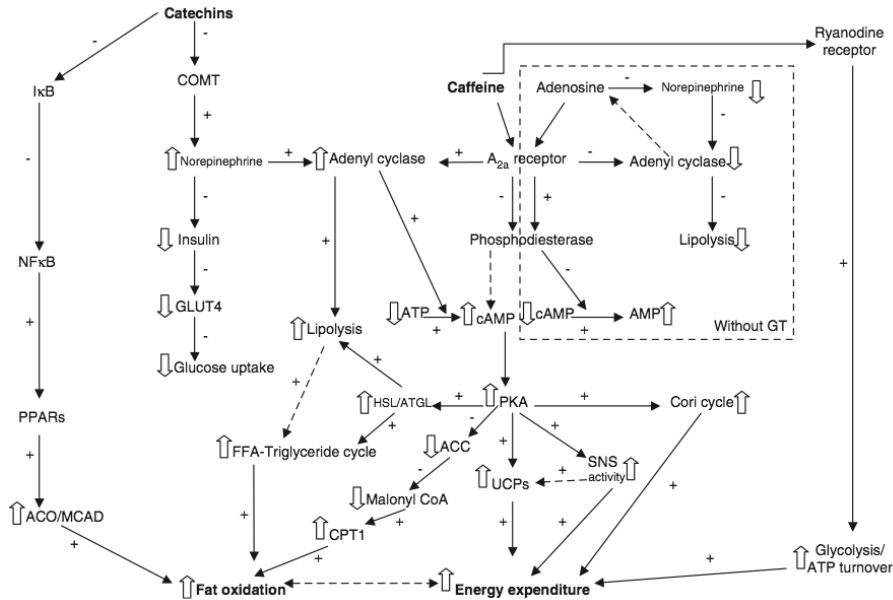 Catechins
Ryanodine
receptor
-
-
IκB
COMT
Caffeine
Adenosine
-
Norepinephrine
+
-
-
Norepinephrine
+
Adenyl cyclase
+
A2a receptor
-
Adenyl cyclase
-
-
+
-
+
+
Insulin
Phosphodiesterase
Lipolysis
NFκB
-
-
+
GLUT4
ATP
+
cAMP
cAMP
+
AMP
+
Lipolysis
Without GT
-
Glucose uptake
+
+
HSL/ATGL
+
PKA
+
Cori cycle
PPARs
+
-
+
+
FFA-Triglyceride cycle
ACC
SNS
activity
+
-
+
UCPs
+
Malonyl CoA
ACO/MCAD
+
+
+
+
+
CPT1
+
+
Glycolysis/
ATP turnover
+
Fat oxidation
Energy expenditure